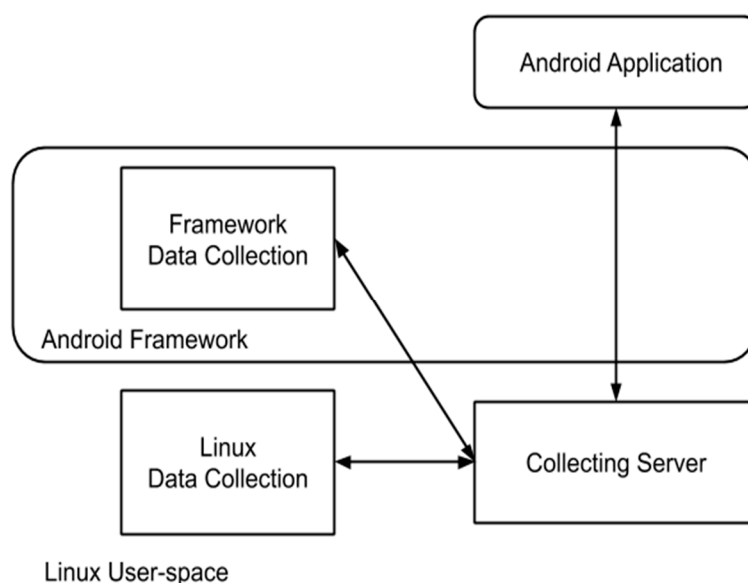 Android Application
Framework
Data Collection
Android Framework
Linux
Data Collection
Collecting Server
Linux User-space